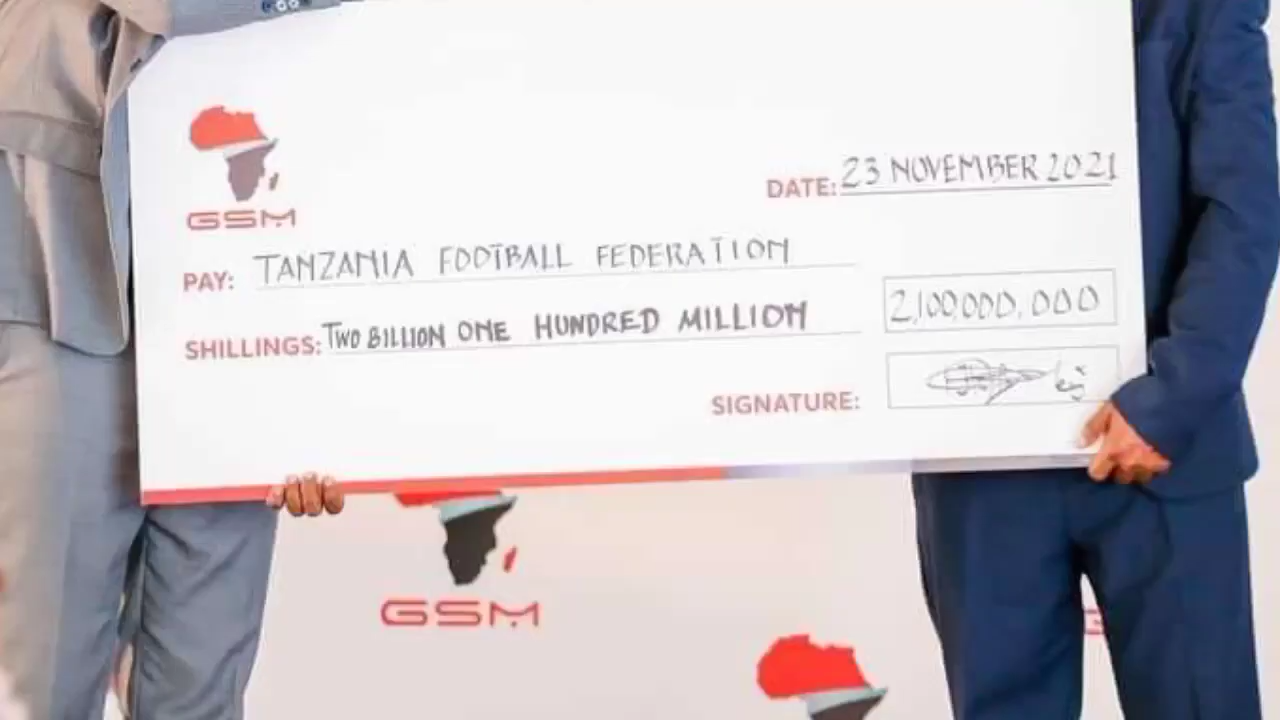 GSM
DATE: 23 NOVEMBER 2021
PAY: TANZANIA FOOTBALL FEDERATION
SHILLINGS: TWO BILLION ONE HUNDRED MILLION
2,100,000,000
SIGNATURE:
GSM